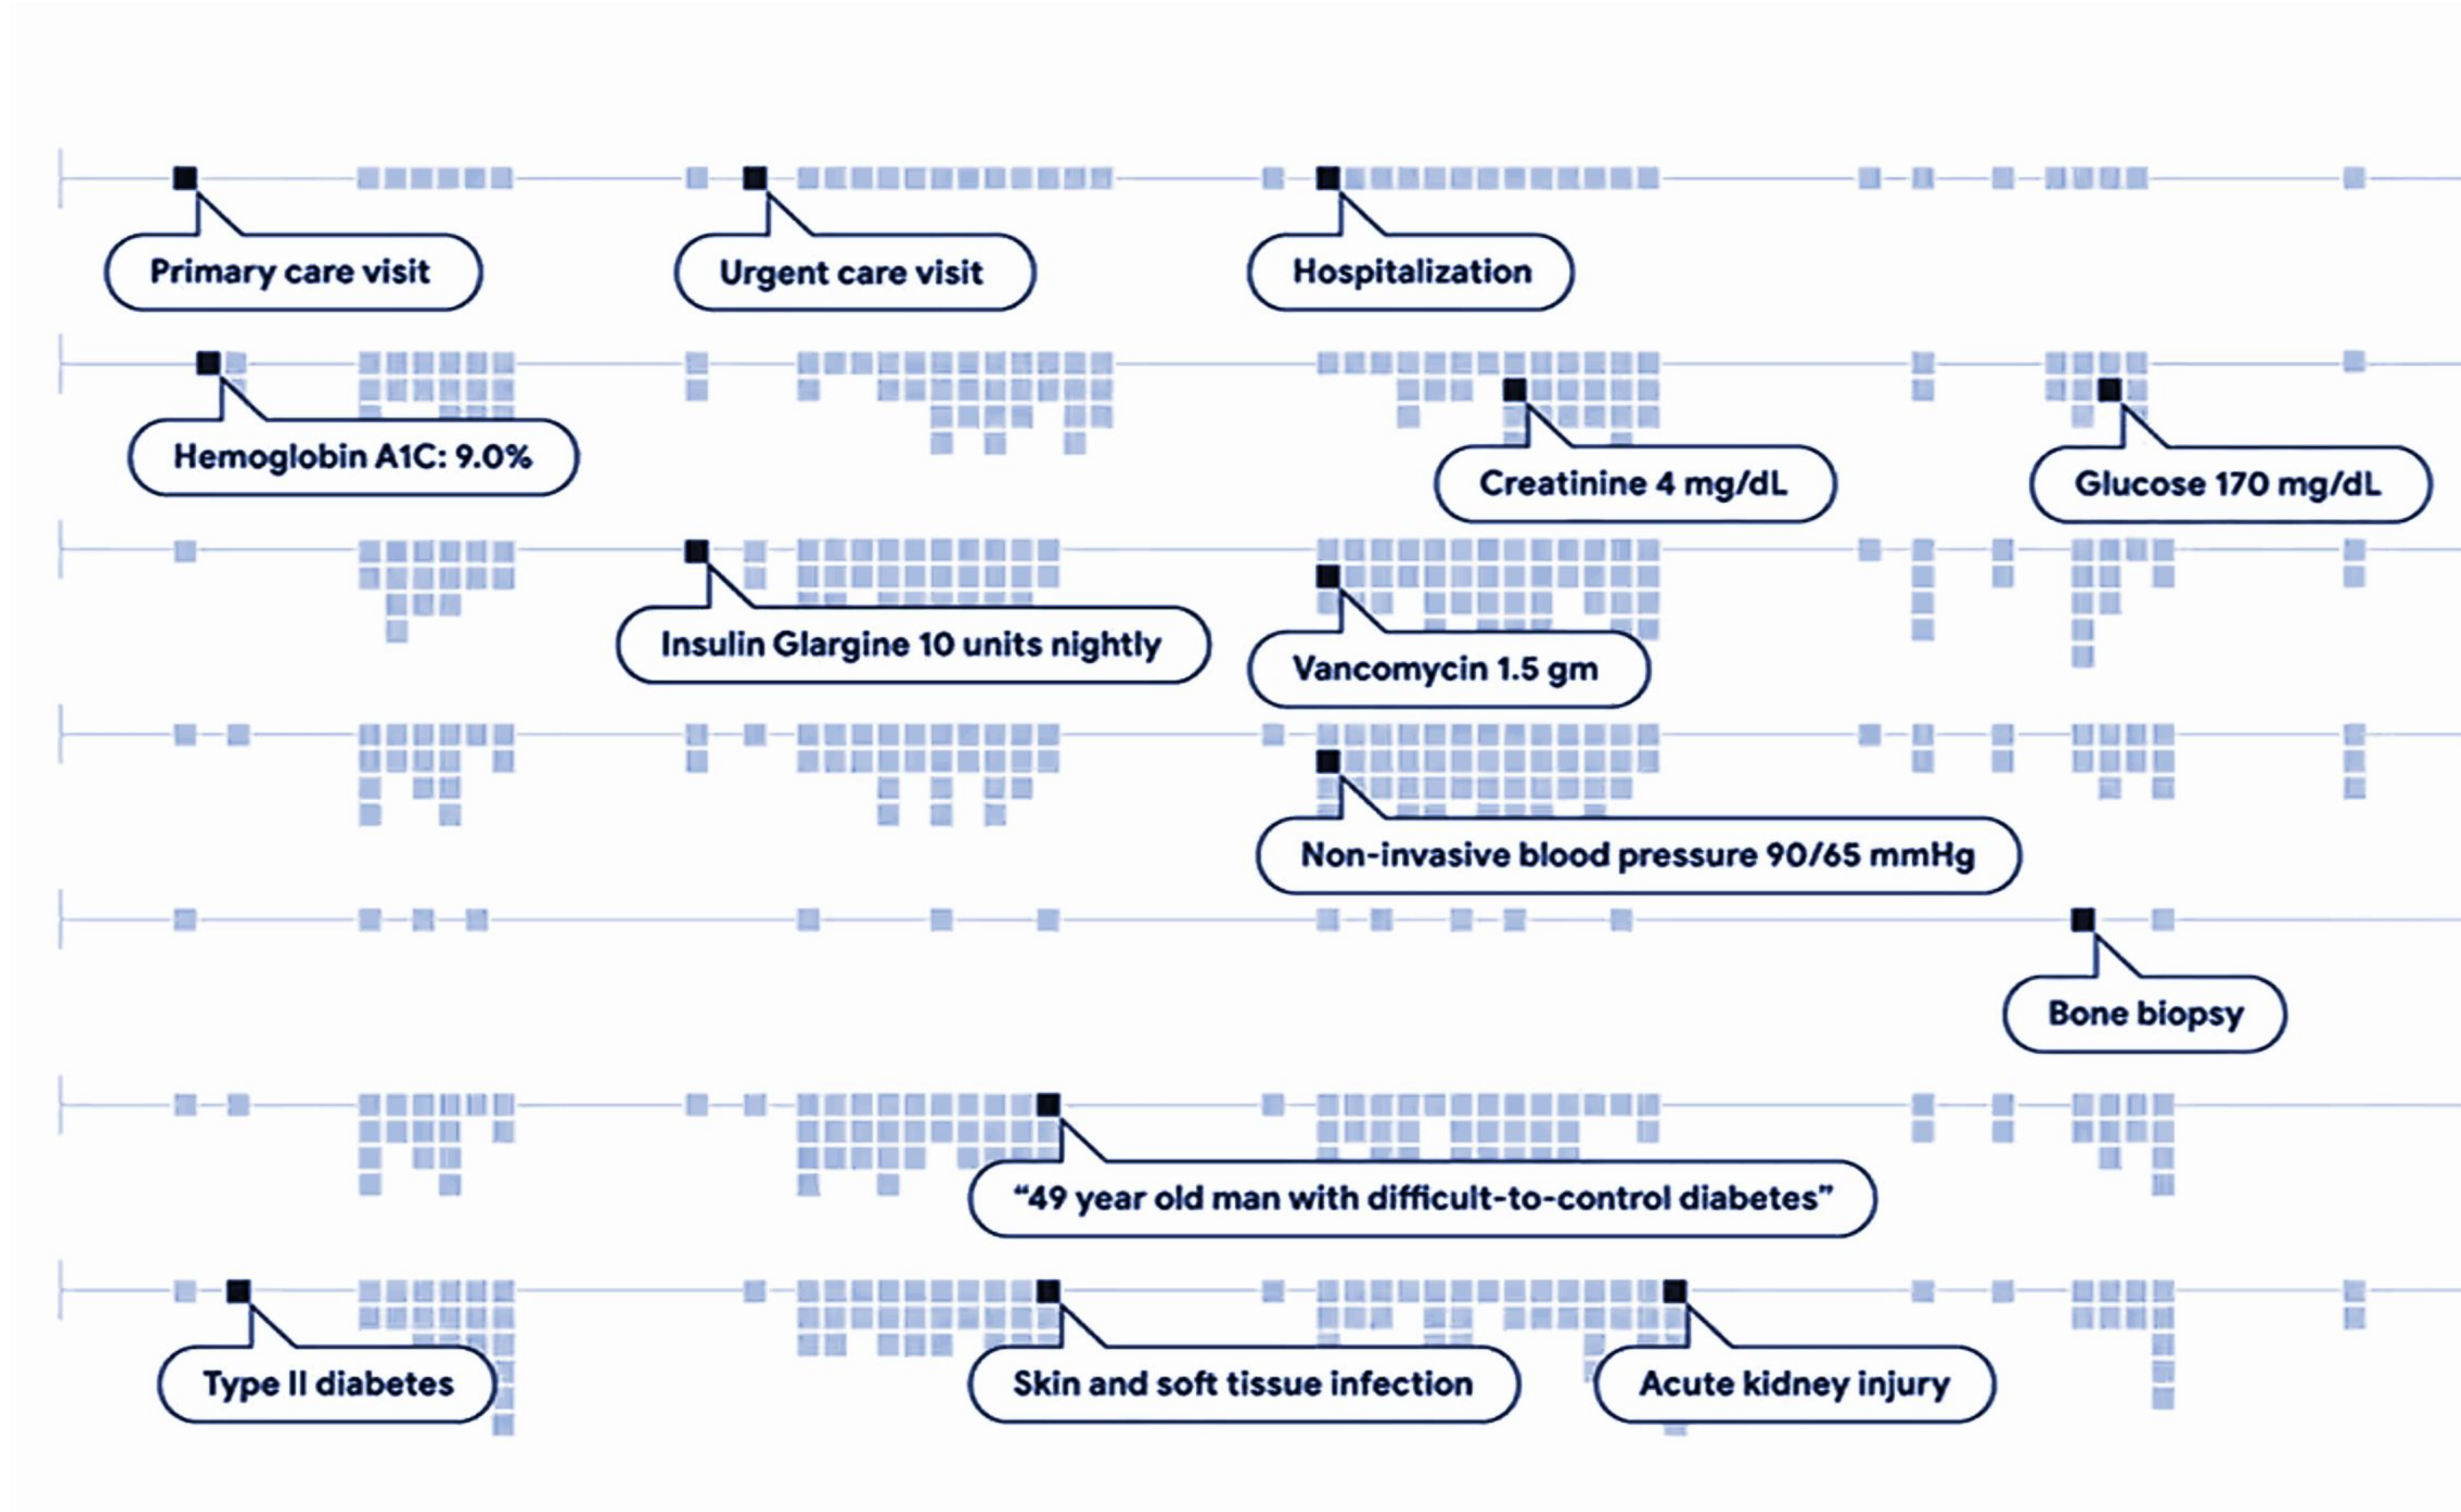 Primary care visit
Urgent care visit
Hospitalization
Hemoglobin A1C: 9.0%
Creatinine 4 mg/dL
Glucose 170 mg/dL
Insulin Glargine 10 units nightly
Vancomycin 1.5 gm
Non-invasive blood pressure 90/65 mmHg
Bone biopsy
“49 year old man with difficult-to-control diabetes”
Type II diabetes
Skin and soft tissue infection
Acute kidney injury